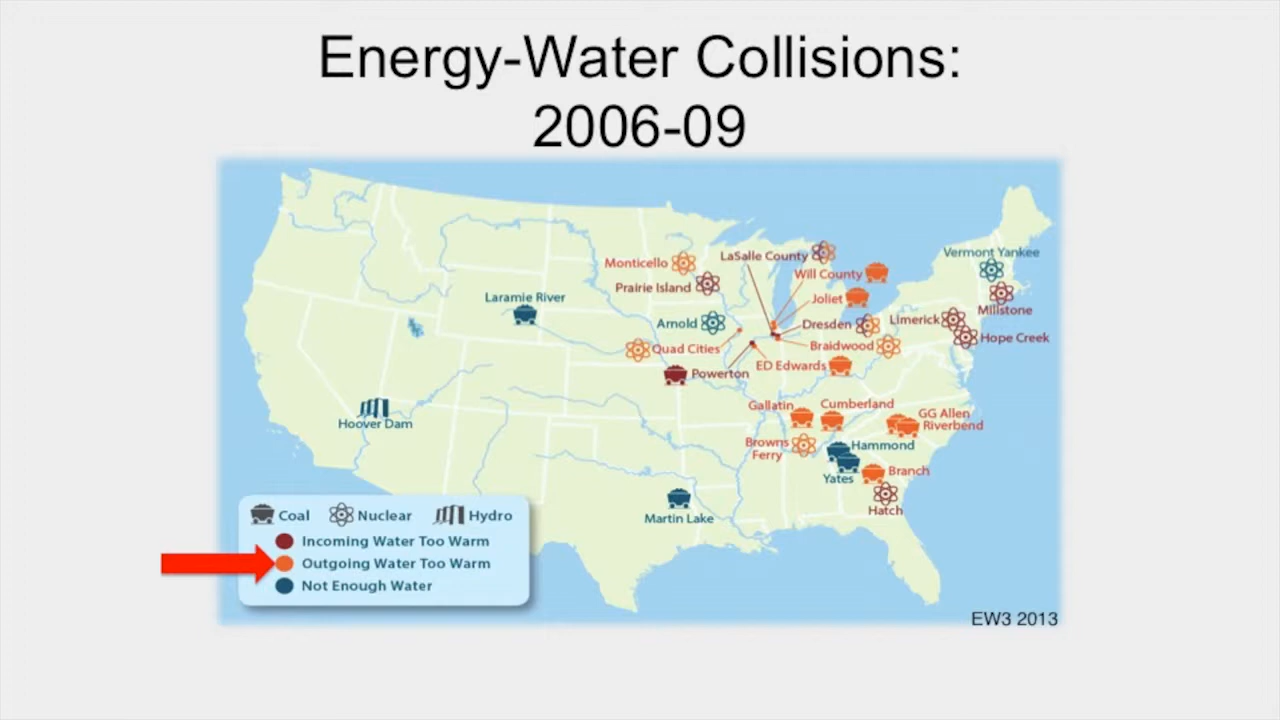 Energy-Water Collisions:
2006-09
Vermont Yankee
LaSalle County
Monticello
Will County
Prairie Island
Laramie River
Joliet
Millstone
Limerick
Arnold
Dresden
Hope Creek
Quad Cities
Braidwood
ED Edwards
Powerton
Gallatin
Cumberland
GG Allen
Riverbend
Hoover Dam
Browns
Ferry
Hammond
Branch
Yates
Hatch
Martin Lake
Coal Nuclear Hydro
Incoming Water Too Warm
Outgoing Water Too Warm
Not Enough Water
EW3 2013